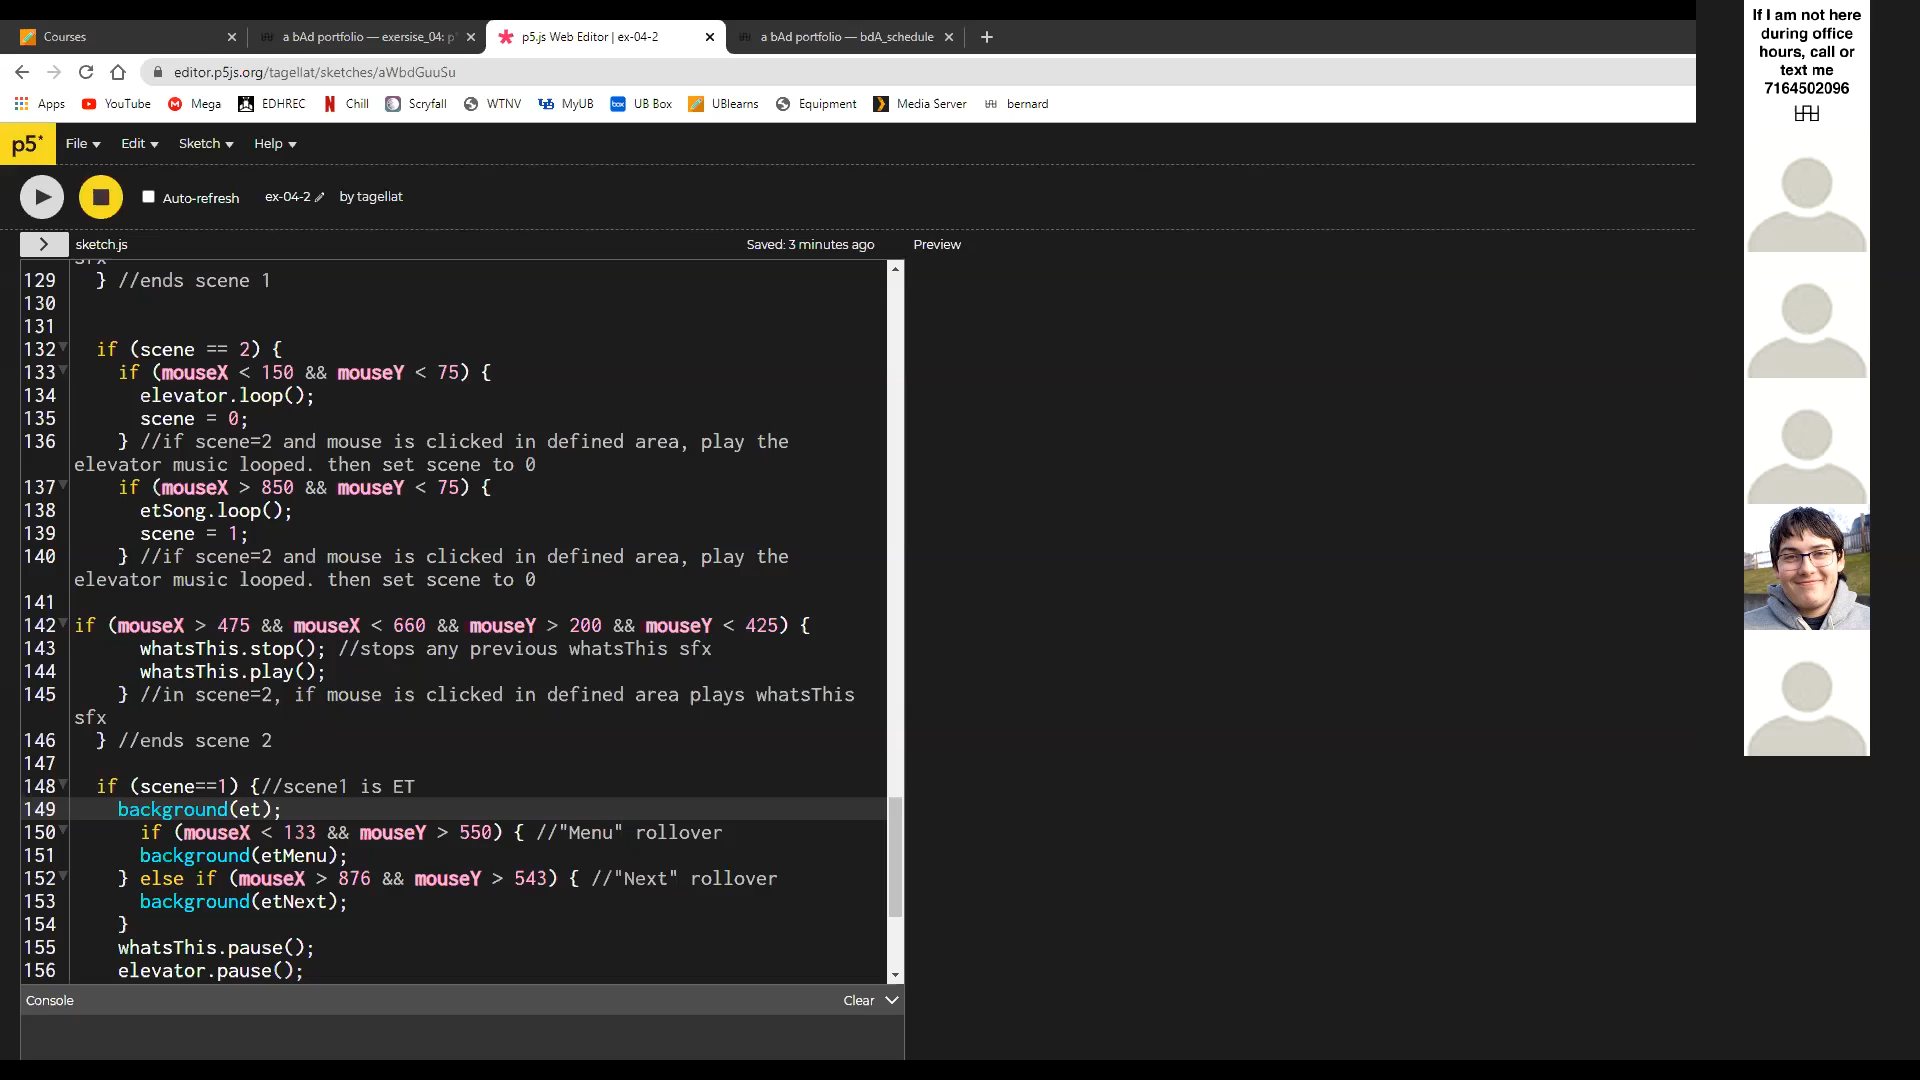 Courses
a bAd portfolio — exersise_04: p
p5.js Web Editor | ex-04-2
a bAd portfolio — bdA_schedule
editor.p5js.org/tagellat/sketches/aWbdGuuSu
Apps YouTube Mega EDHREC Chill Scryfall WTNV MyUB UB Box UBlearns Equipment Media Server bernard
p5* File Edit Sketch Help
Auto-refresh ex-04-2 by tagellat
sketch.js Saved: 3 minutes ago Preview
sfx
129 } //ends scene 1
130
131
132 if (scene == 2) {
133 if (mouseX < 150 && mouseY < 75) {
134 elevator.loop();
135 scene = 0;
136 } //if scene=2 and mouse is clicked in defined area, play the
elevator music looped. then set scene to 0
137 if (mouseX > 850 && mouseY < 75) {
138 etSong.loop();
139 scene = 1;
140 } //if scene=2 and mouse is clicked in defined area, play the
elevator music looped. then set scene to 0
141
142 if (mouseX > 475 && mouseX < 660 && mouseY > 200 && mouseY < 425) {
143 whatsThis.stop(); //stops any previous whatsThis sfx
144 whatsThis.play();
145 } //in scene=2, if mouse is clicked in defined area plays whatsThis
sfx
146 } //ends scene 2
147
148 if (scene==1) {//scene1 is ET
149 background(et);
150 if (mouseX < 133 && mouseY > 550) { //"Menu" rollover
151 background(etMenu);
152 } else if (mouseX > 876 && mouseY > 543) { //"Next" rollover
153 background(etNext);
154 }
155 whatsThis.pause();
156 elevator.pause();
Console Clear
If I am not here
during office
hours, call or
text me
7164502096